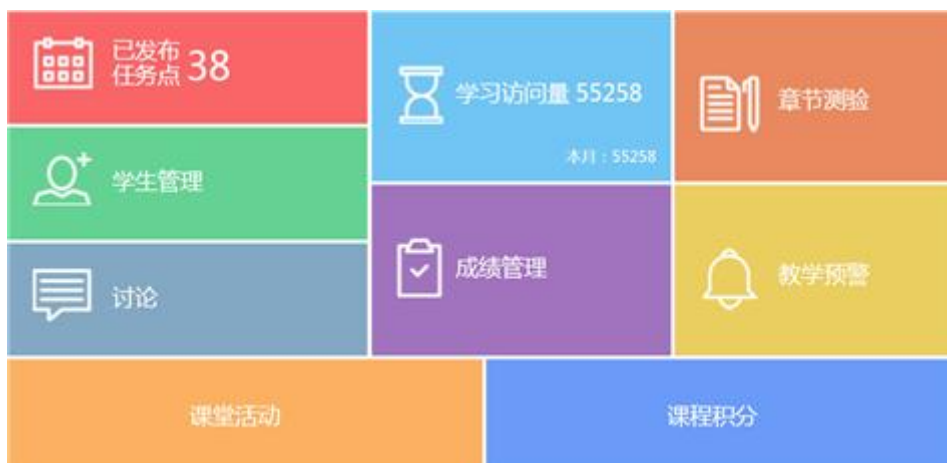 已发布
任务点 38
学习访问量 55258
本月：55258
章节测验
学生管理
讨论
成绩管理
教学预警
课堂活动
课程积分